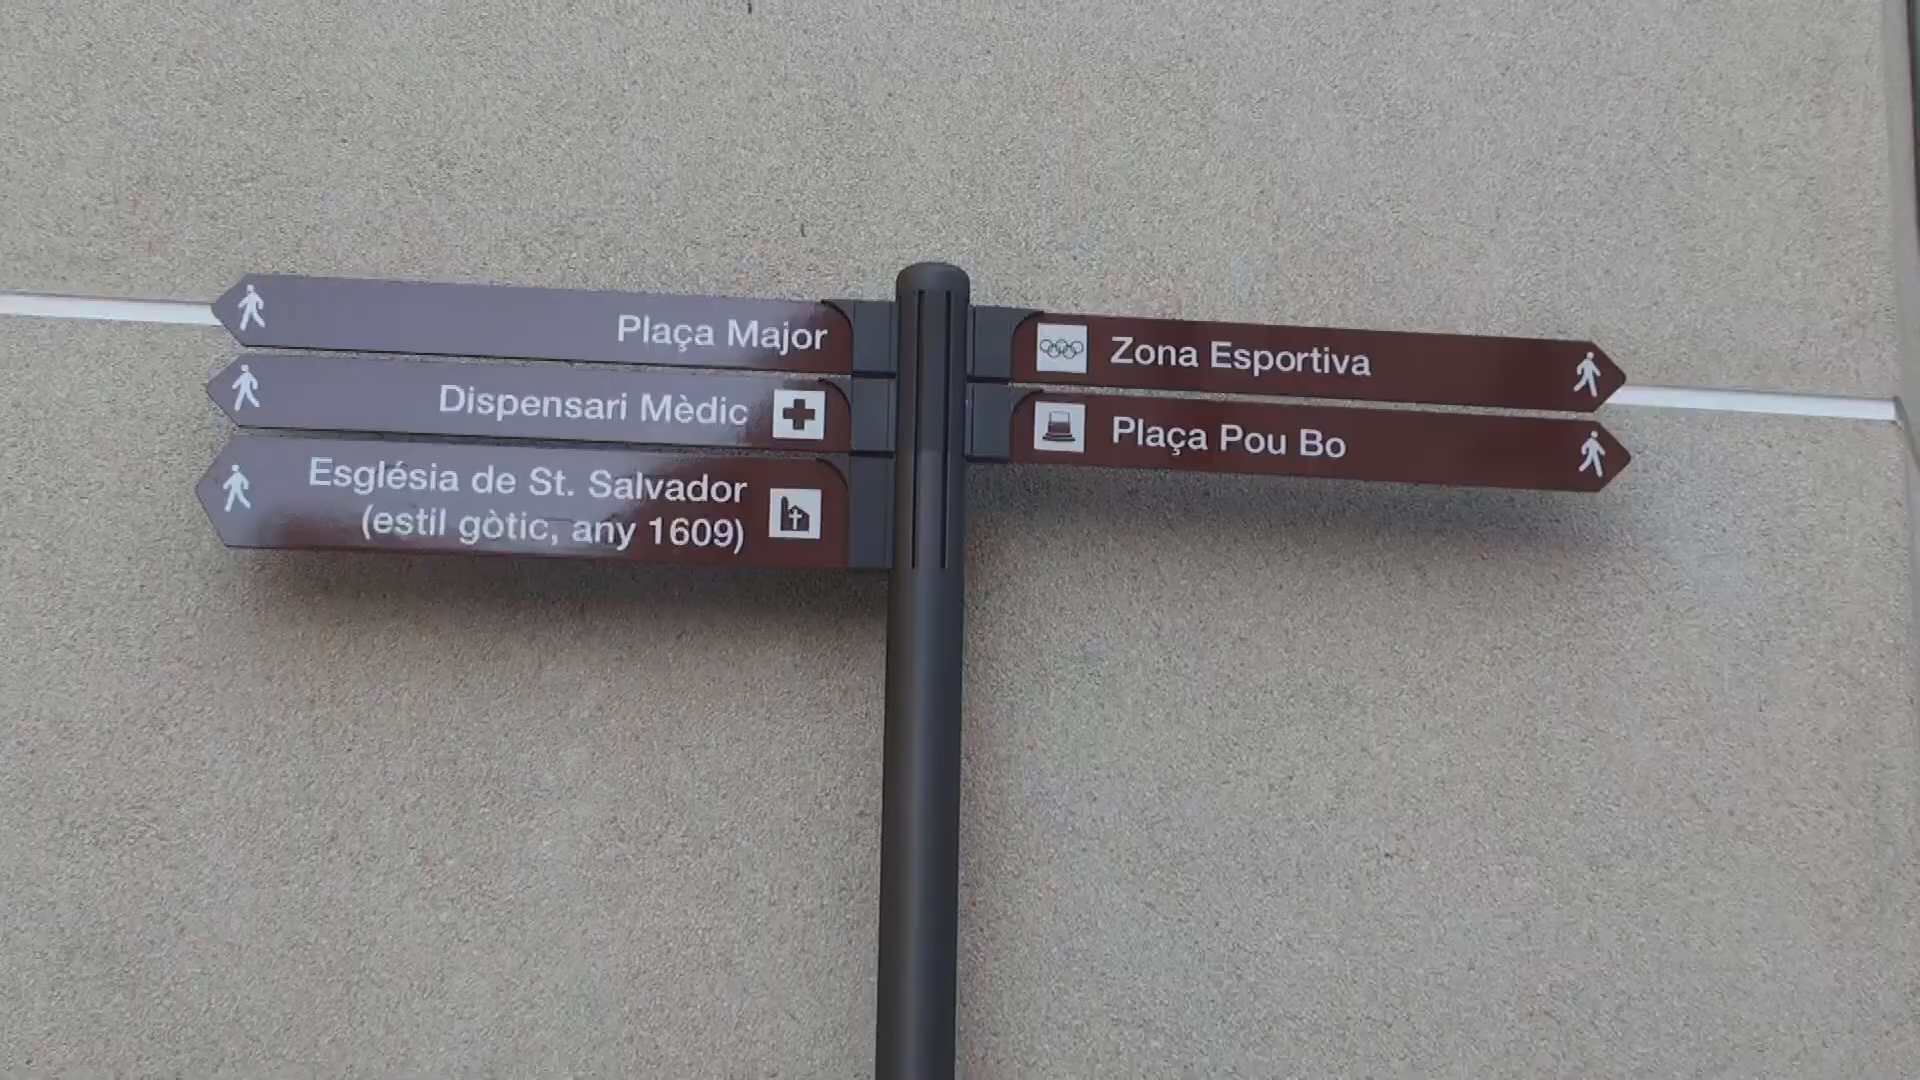 Plaça Major
Dispensari Mèdic
Església de St. Salvador
(estil gòtic, any 1609)
Zona Esportiva
Plaça Pou Bo